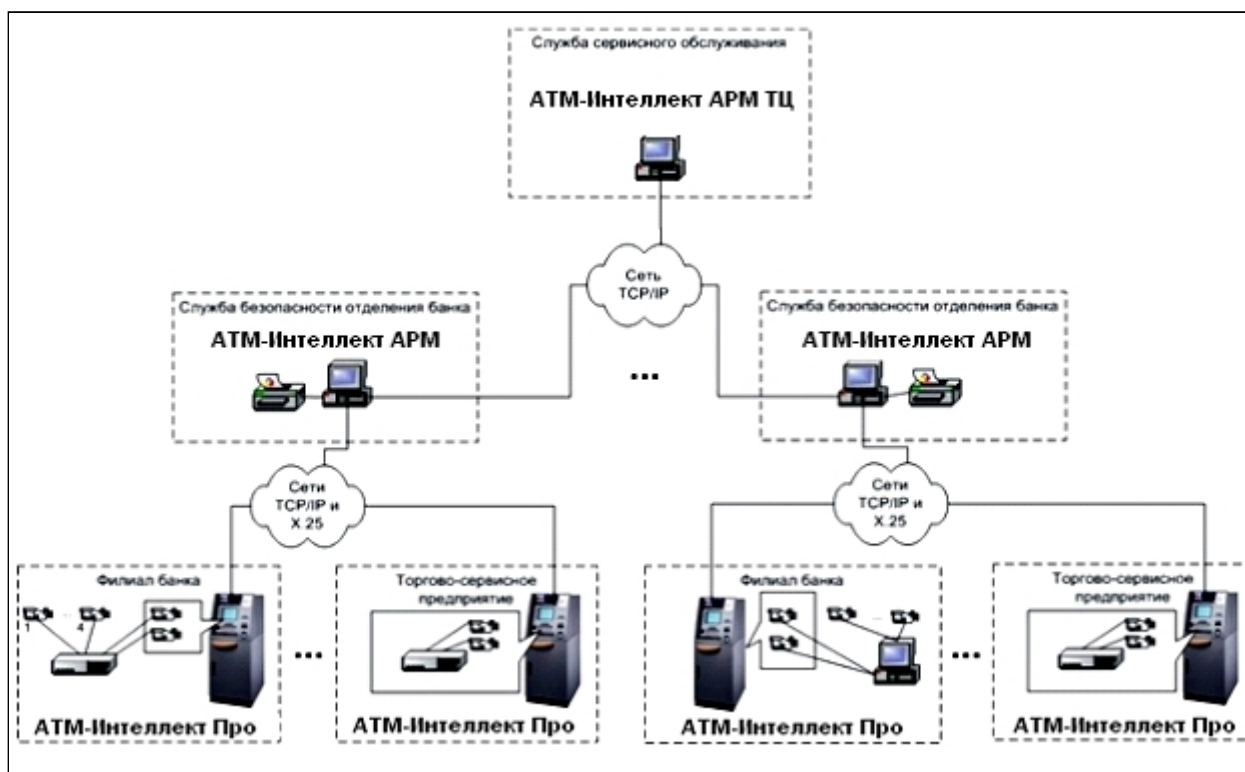 Служба сервисного обслуживания
АТМ-Интеллект АРМ ТЦ
Сеть
TCP/IP
Служба безопасности отделения банка
АТМ-Интеллект АРМ
...
Служба безопасности отделения банка
АТМ-Интеллект АРМ
Сети
TCP/IP и
X.25
Сети
TCP/IP и
X.25
Филиал банка
1
...
4
АТМ-Интеллект Про
...
Торгово-сервисное
предприятие
АТМ-Интеллект Про
Филиал банка
...
АТМ-Интеллект Про
...
Торгово-сервисное
предприятие
АТМ-Интеллект Про